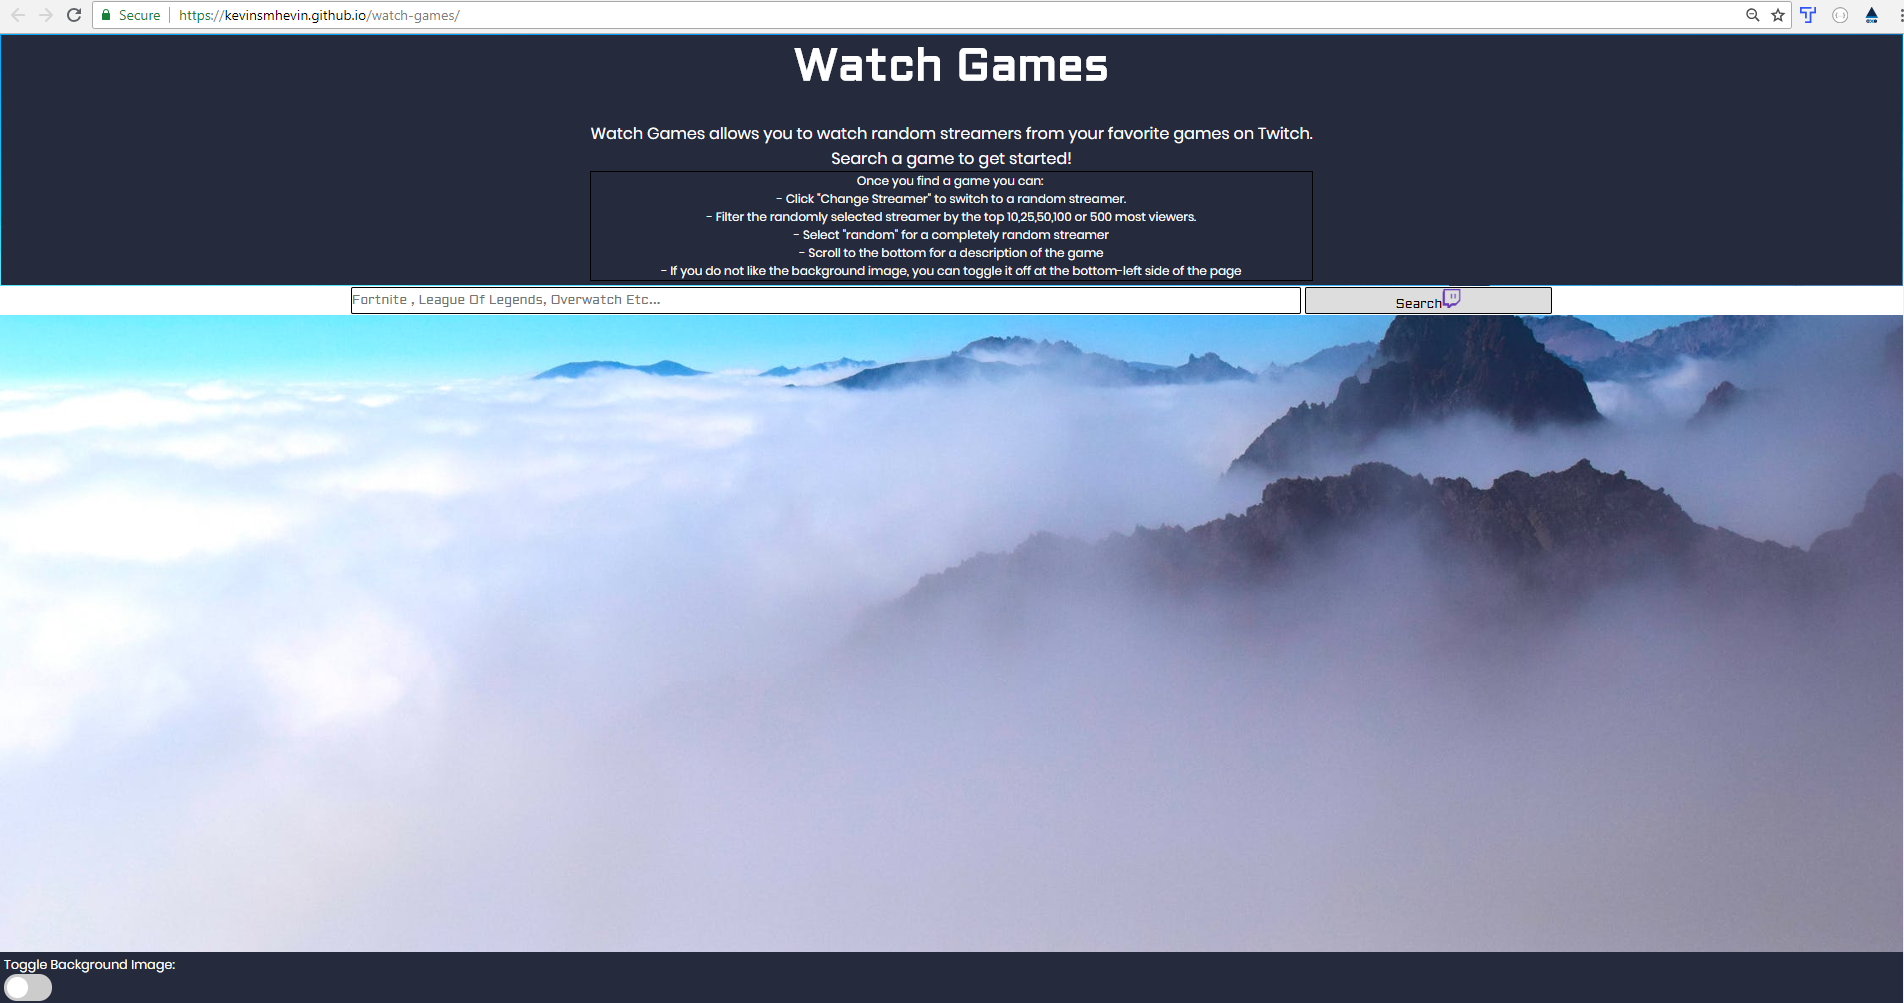 Secure
https://kevinsmhevin.github.io/watch-games/
Watch Games
Watch Games allows you to watch random streamers from your favorite games on Twitch.
Search a game to get started!
Once you find a game you can:
- Click "Change Streamer" to switch to a random streamer.
- Filter the randomly selected streamer by the top 10,25,50,100 or 500 most viewers.
- Select "random" for a completely random streamer
- Scroll to the bottom for a description of the game
- If you do not like the background image, you can toggle it off at the bottom-left side of the page
Fortnite , League Of Legends, Overwatch Etc...
Search
Toggle Background Image: